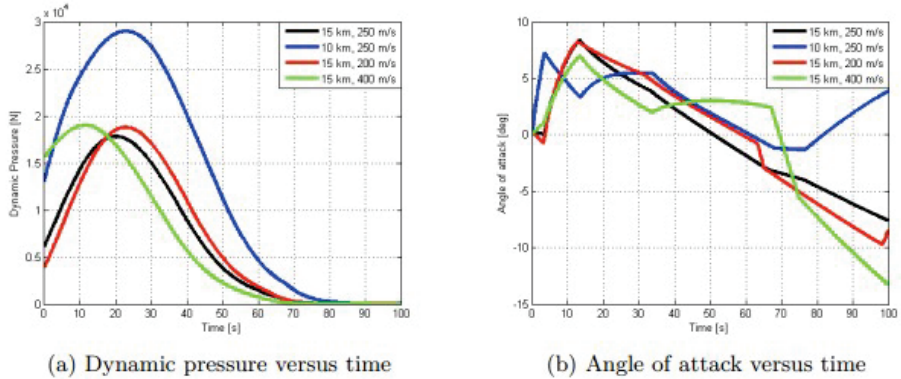 × 10⁴
3
2.5
2
1.5
1
0.5
0
Dynamic Pressure [N]
15 km, 250 m/s
10 km, 250 m/s
15 km, 200 m/s
15 km, 400 m/s
0 10 20 30 40 50 60 70 80 90 100
Time [s]
(a) Dynamic pressure versus time
10
5
0
-5
-10
-15
Angle of attack [deg]
15 km, 250 m/s
10 km, 250 m/s
15 km, 200 m/s
15 km, 400 m/s
0 10 20 30 40 50 60 70 80 90 100
Time [s]
(b) Angle of attack versus time